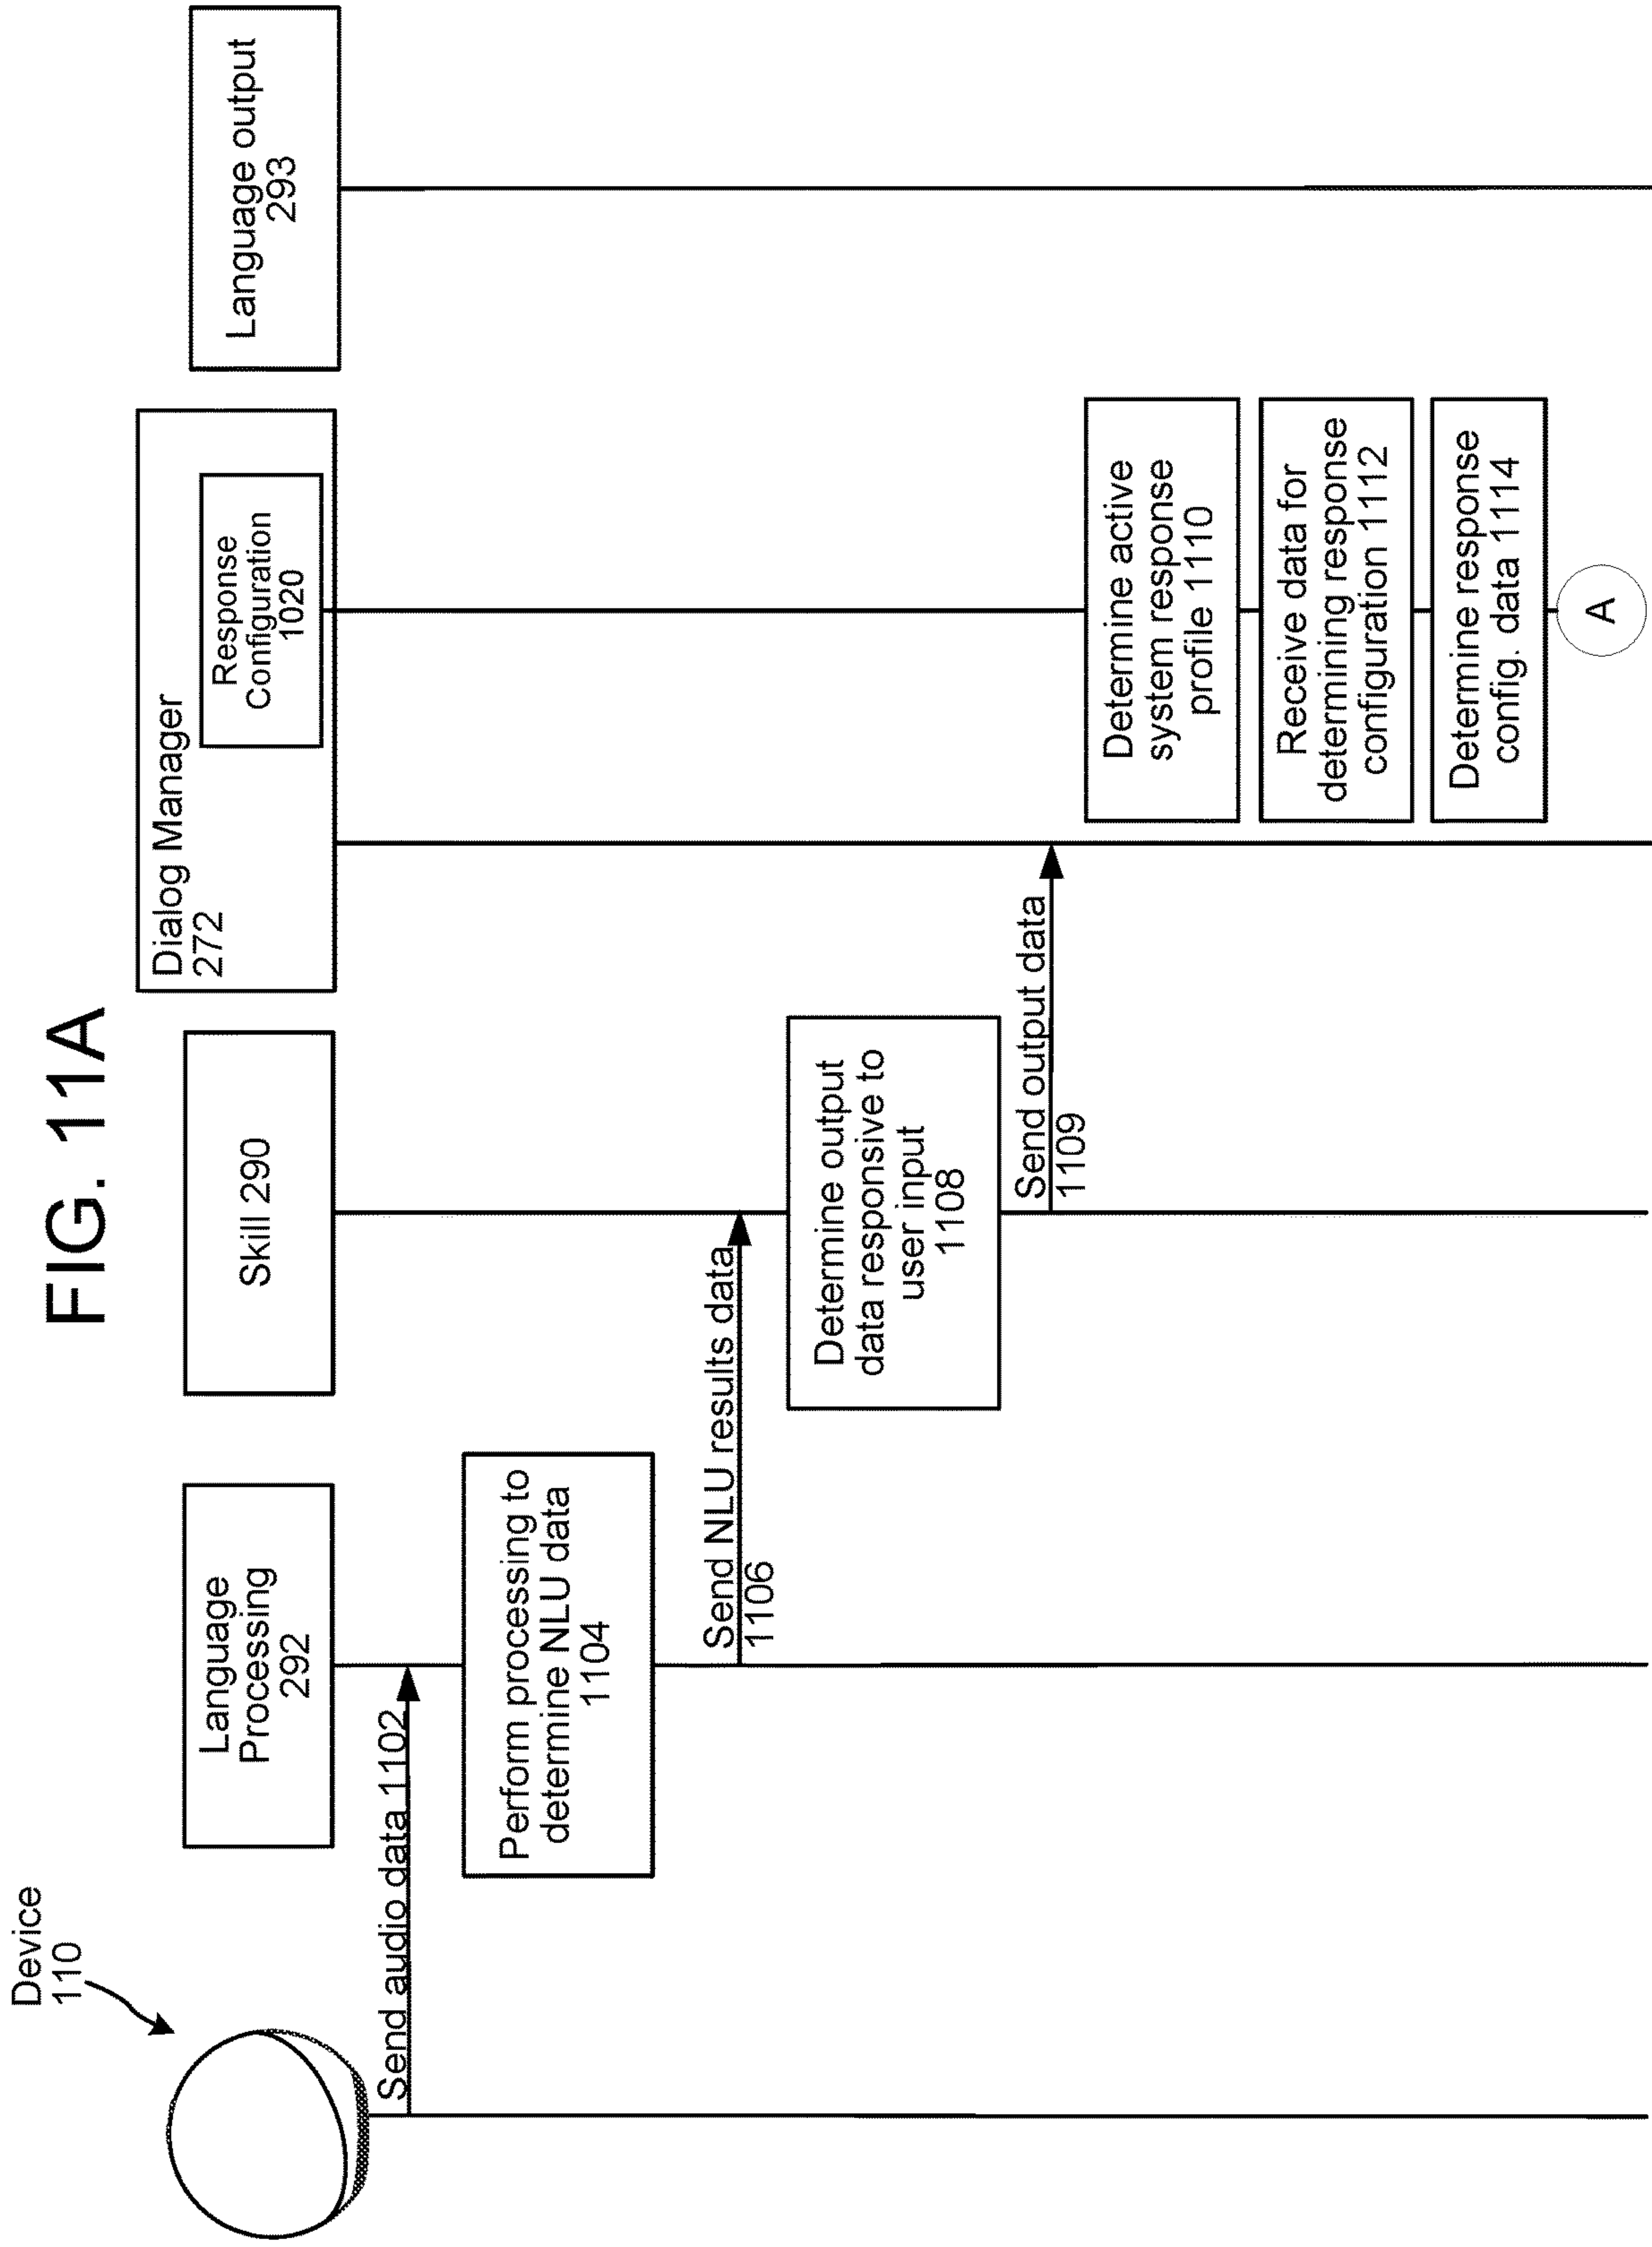 FIG. 11A
Device
110
Language
Processing
292
Skill 290
Dialog Manager
272
Response
Configuration
1020
Language output
293
Send audio data 1102
Perform processing to
determine NLU data
1104
Send NLU results data
1106
Determine output
data responsive to
user input
1108
Send output data
1109
Determine active
system response
profile 1110
Receive data for
determining response
configuration 1112
Determine response
config. data 1114
A